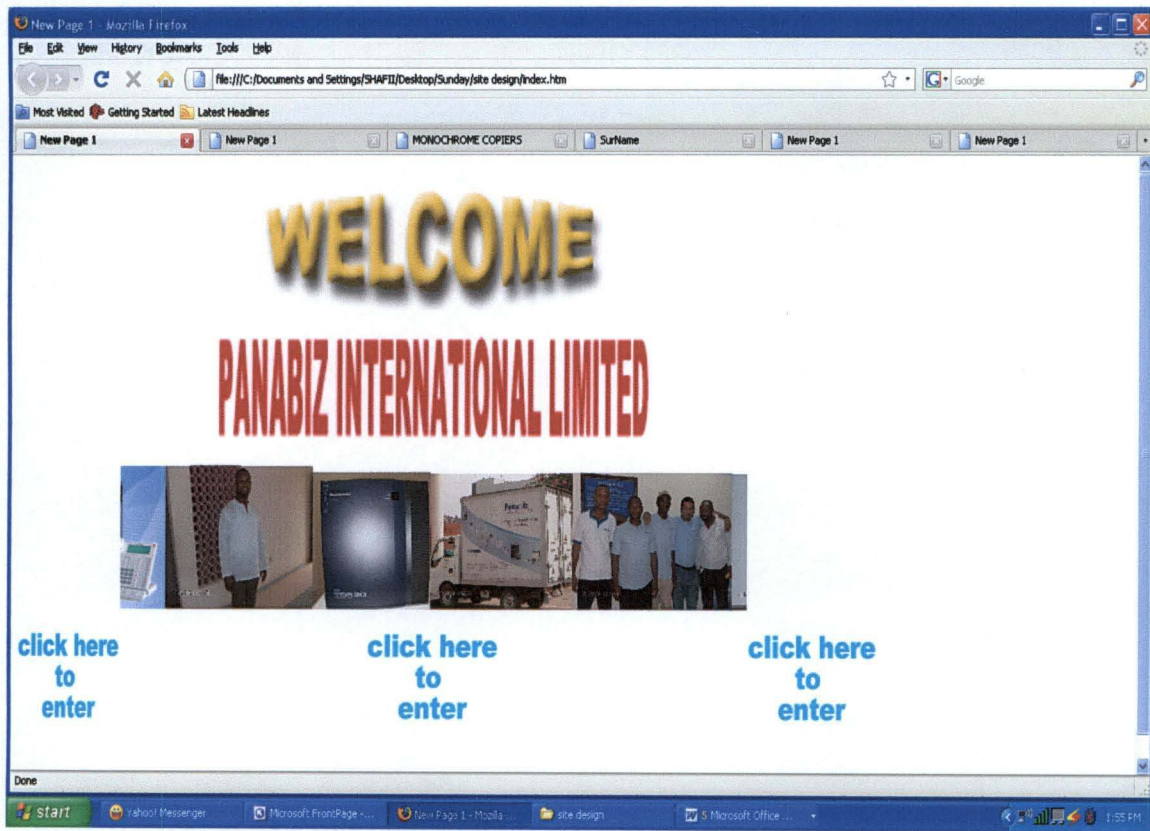 New Page 1 - Mozilla Firefox
File Edit View History Bookmarks Tools Help
file:///C:/Documents and Settings/SHAFII/Desktop/Sunday/site design/index.htm
G Google
Most Visited Getting Started Latest Headlines
New Page 1 New Page 1 MONOCHROME COPIERS SurName New Page 1 New Page 1
WELCOME
PANABIZ INTERNATIONAL LIMITED
click here to enter
click here to enter
click here to enter
Done
start Yahoo! Messenger Microsoft FrontPage -... New Page 1 - Mozilla ... site design 5 Microsoft Office ... 1:55 PM